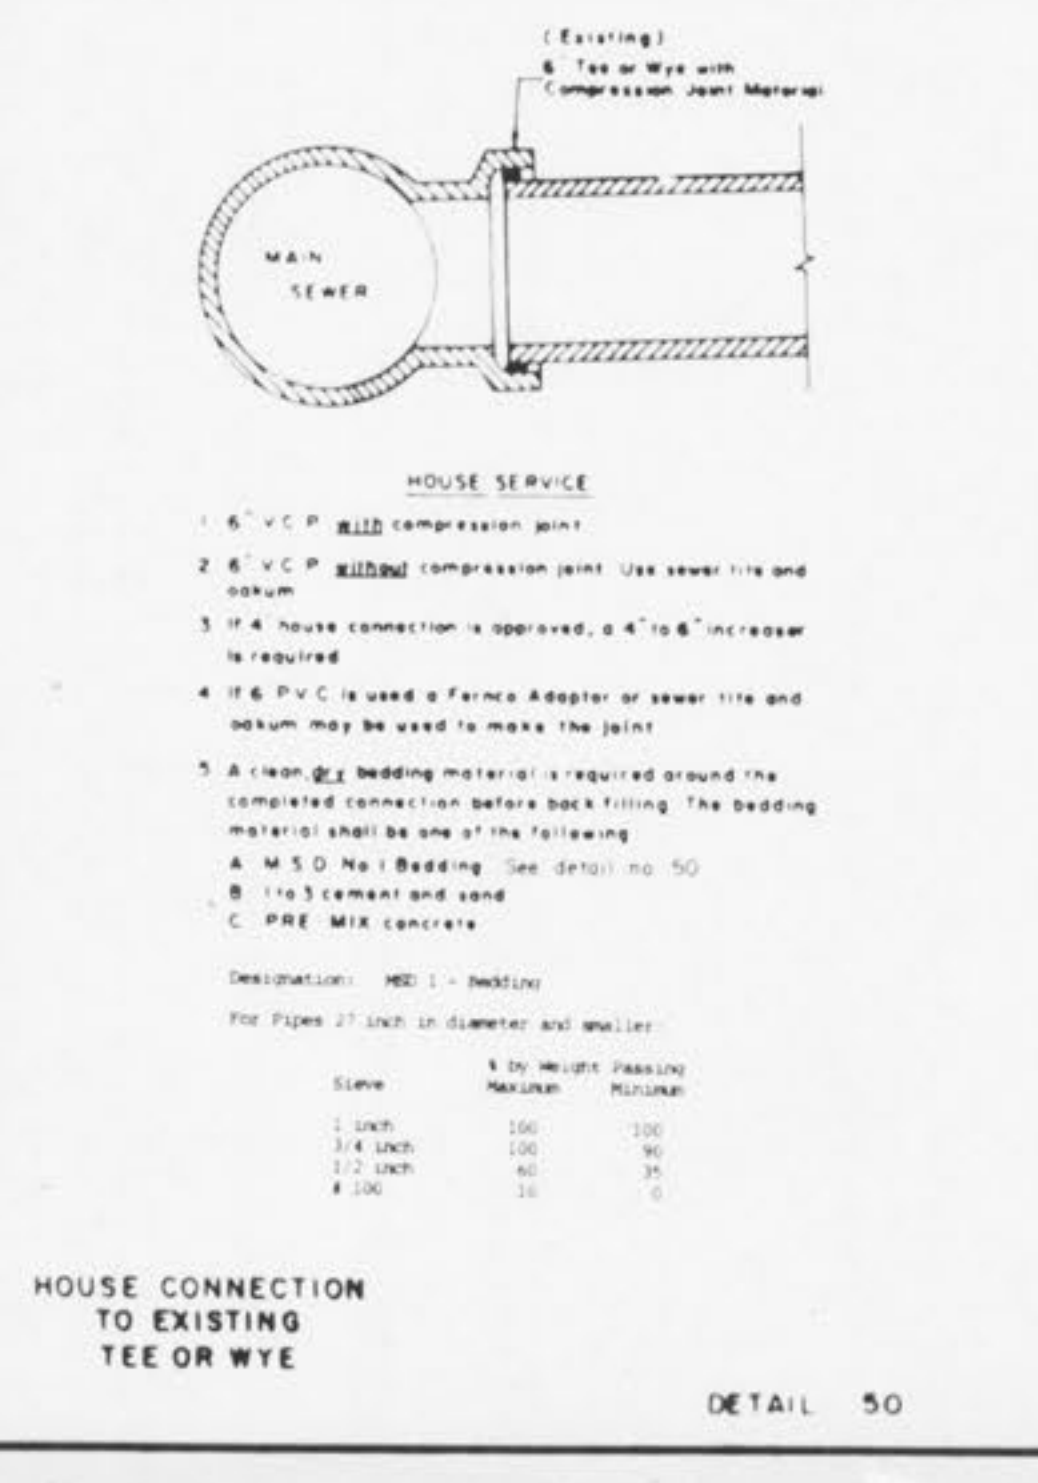 (Existing)
6" Tee or Wye with
Compression Joint Material
MAIN
SEWER
HOUSE SERVICE
1 6" V C P with compression joint
2 6" V C P without compression joint Use sewer tite and
oakum
3 If 4" house connection is approved, a 4" to 6" increaser
is required
4 If 6 P V C is used a Fernco Adaptor or sewer tite and
oakum may be used to make the joint
5 A clean, dry bedding material is required around the
completed connection before back filling The bedding
material shall be one of the following
A M S D No 1 Bedding See detail no 50
B 1 to 3 cement and sand
C PRE MIX concrete
Designation: MSD 1 - Bedding
For Pipes 27 inch in diameter and smaller:
% by Weight Passing
Sieve Maximum Minimum
1 inch 100 100
3/4 inch 100 90
1/2 inch 60 35
# 100 10 0
HOUSE CONNECTION
TO EXISTING
TEE OR WYE
DETAIL 50